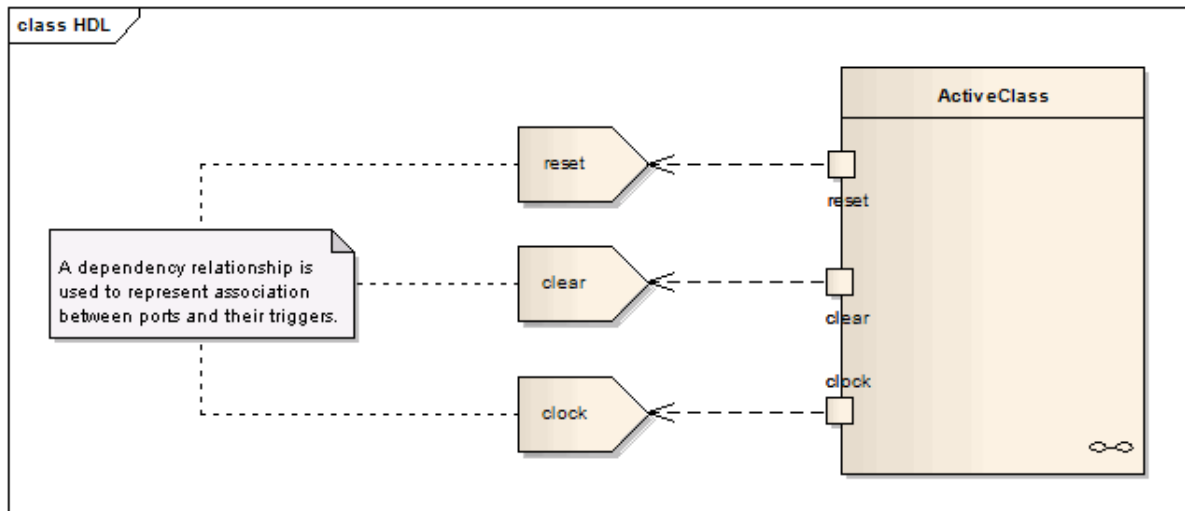 class HDL
ActiveClass
reset
reset
A dependency relationship is
used to represent association
between ports and their triggers.
clear
clear
clock
clock